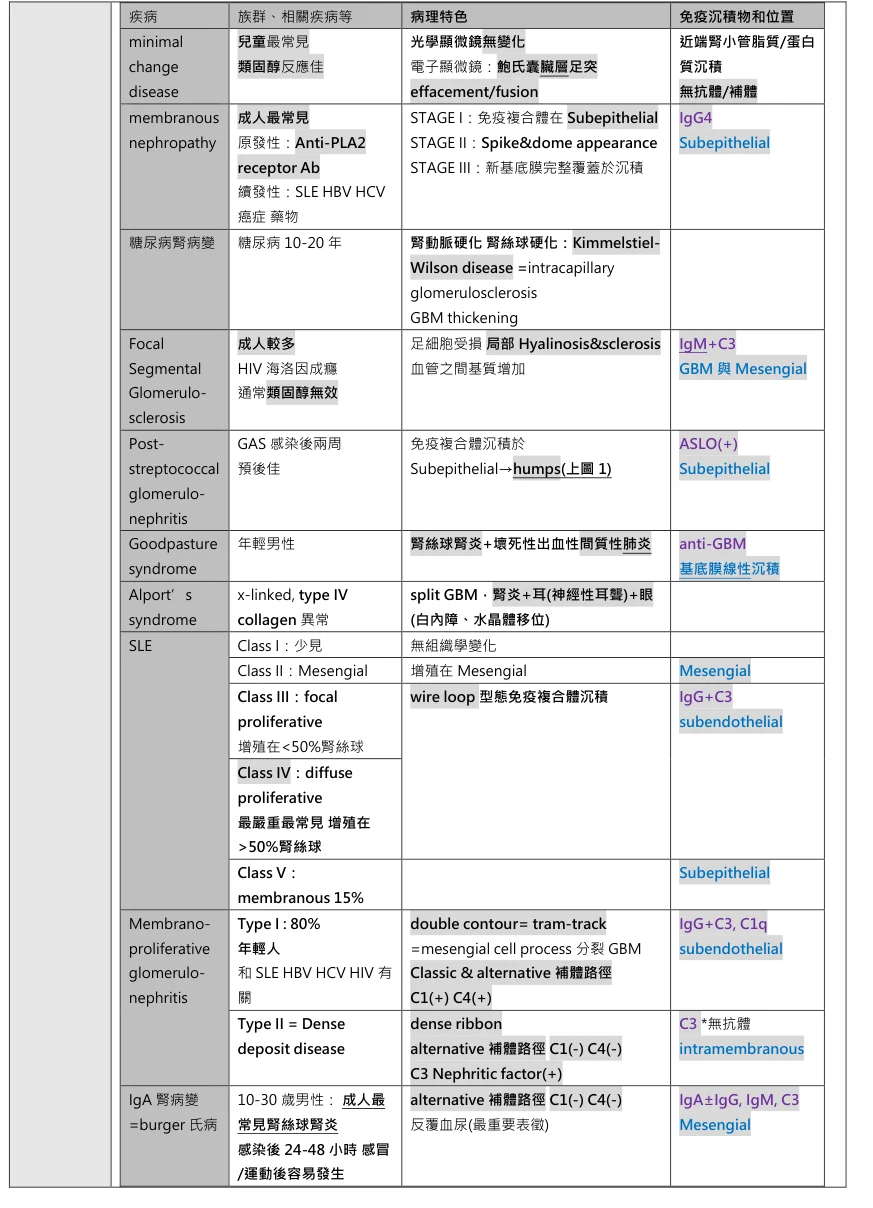 疾病
族群、相關疾病等
病理特色
免疫沉積物和位置
minimal
change
disease
兒童最常見
類固醇反應佳
光學顯微鏡無變化
電子顯微鏡：鮑氏囊臟層足突
effacement/fusion
近端腎小管脂質/蛋白
質沉積
無抗體/補體
membranous
nephropathy
成人最常見
原發性：Anti-PLA2
receptor Ab
續發性：SLE HBV HCV
癌症 藥物
STAGE I：免疫複合體在 Subepithelial
STAGE II：Spike&dome appearance
STAGE III：新基底膜完整覆蓋於沉積
IgG4
Subepithelial
糖尿病腎病變
糖尿病 10-20 年
腎動脈硬化 腎絲球硬化：Kimmelstiel-
Wilson disease =intracapillary
glomerulosclerosis
GBM thickening
Focal
Segmental
Glomerulo-
sclerosis
成人較多
HIV 海洛因成癮
通常類固醇無效
足細胞受損 局部 Hyalinosis&sclerosis
血管之間基質增加
IgM+C3
GBM 與 Mesengial
Post-
streptococcal
glomerulo-
nephritis
GAS 感染後兩周
預後佳
免疫複合體沉積於
Subepithelial→humps(上圖 1)
ASLO(+)
Subepithelial
Goodpasture
syndrome
年輕男性
腎絲球腎炎+壞死性出血性間質性肺炎
anti-GBM
基底膜線性沉積
Alport’s
syndrome
x-linked, type IV
collagen 異常
split GBM，腎炎+耳(神經性耳聾)+眼
(白內障、水晶體移位)
SLE
Class I：少見
無組織學變化
Class II：Mesengial
增殖在 Mesengial
Mesengial
Class III：focal
proliferative
增殖在<50%腎絲球
wire loop 型態免疫複合體沉積
IgG+C3
subendothelial
Class IV：diffuse
proliferative
最嚴重最常見 增殖在
>50%腎絲球
Class V：
membranous 15%
Subepithelial
Membrano-
proliferative
glomerulo-
nephritis
Type I : 80%
年輕人
和 SLE HBV HCV HIV 有
關
double contour= tram-track
=mesengial cell process 分裂 GBM
Classic & alternative 補體路徑
C1(+) C4(+)
IgG+C3, C1q
subendothelial
Type II = Dense
deposit disease
dense ribbon
alternative 補體路徑 C1(-) C4(-)
C3 Nephritic factor(+)
C3 *無抗體
intramembranous
IgA 腎病變
=burger 氏病
10-30 歲男性： 成人最
常見腎絲球腎炎
感染後 24-48 小時 感冒
/運動後容易發生
alternative 補體路徑 C1(-) C4(-)
反覆血尿(最重要表徵)
IgA±IgG, IgM, C3
Mesengial